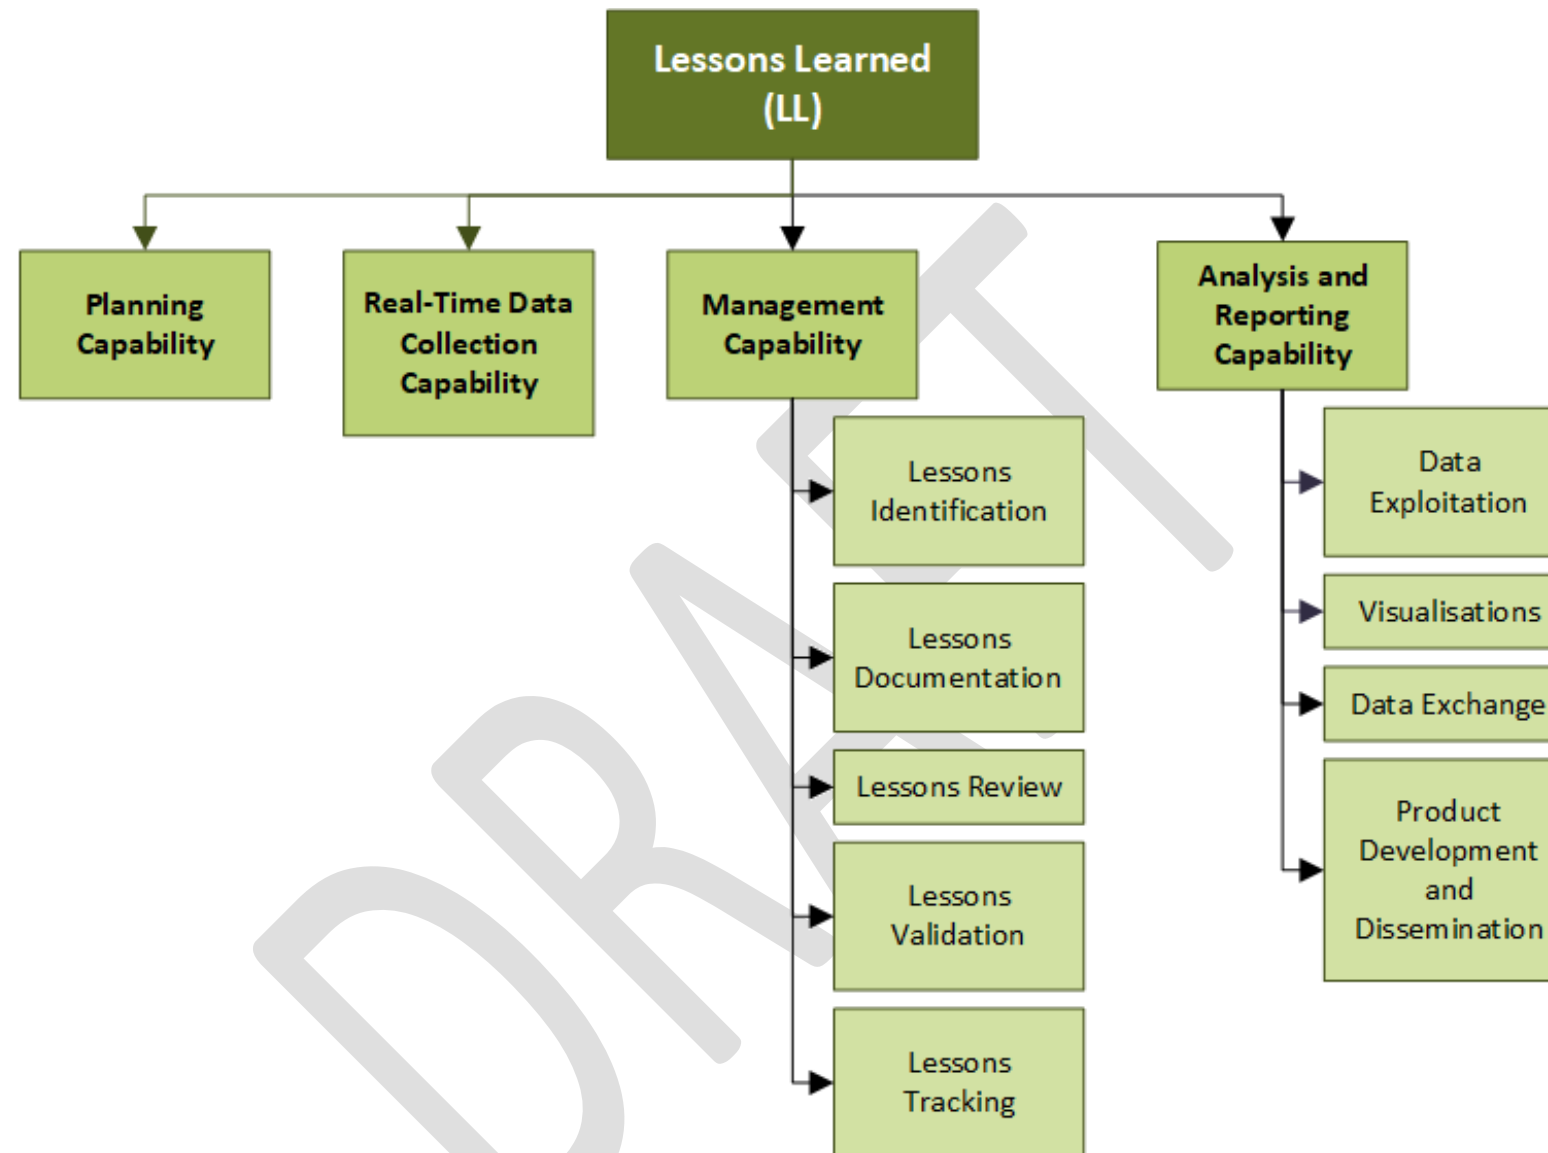 Lessons Learned
(LL)
Planning
Capability
Real-Time Data
Collection
Capability
Management
Capability
Analysis and
Reporting
Capability
Lessons
Identification
Lessons
Documentation
Lessons Review
Lessons
Validation
Lessons
Tracking
Data
Exploitation
Visualisations
Data Exchange
Product
Development
and
Dissemination
DRAFT